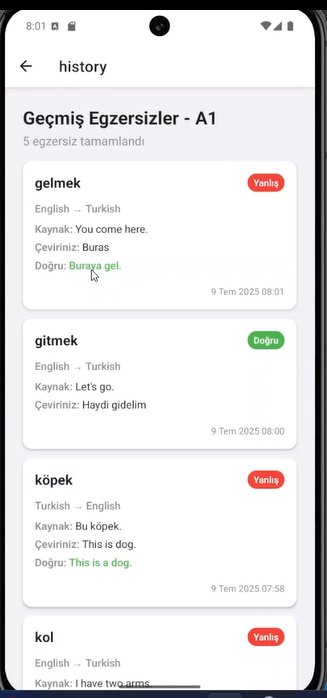 8:01
history
Geçmiş Egzersizler - A1
5 egzersiz tamamlandı
gelmek
Yanlış
English → Turkish
Kaynak: You come here.
Çeviriniz: Buras
Doğru: Buraya gel.
9 Tem 2025 08:01
gitmek
Doğru
English → Turkish
Kaynak: Let's go.
Çeviriniz: Haydi gidelim
9 Tem 2025 08:00
köpek
Yanlış
Turkish → English
Kaynak: Bu köpek.
Çeviriniz: This is dog.
Doğru: This is a dog.
9 Tem 2025 07:58
kol
Yanlış
English → Turkish
Kaynak: I have two arms.